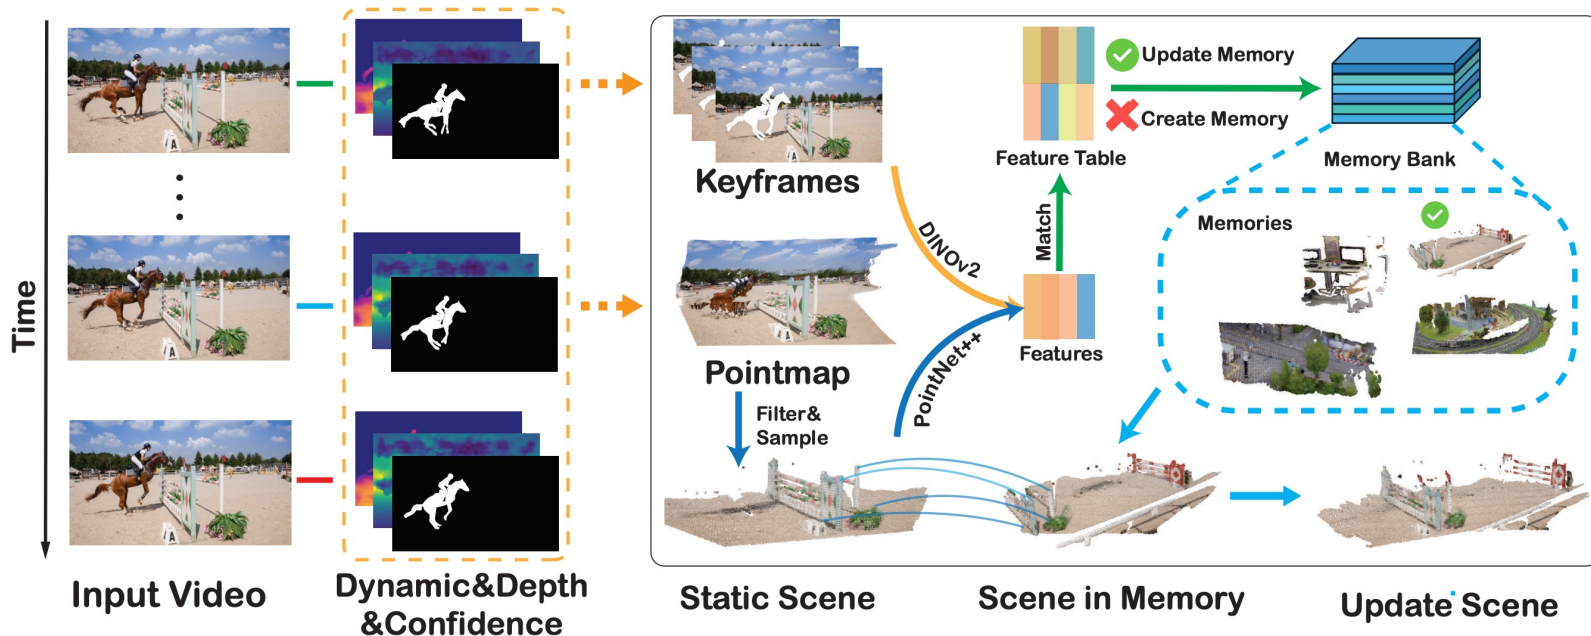 Time
Input Video
Dynamic&Depth
&Confidence
Keyframes
Pointmap
Filter&
Sample
Static Scene
DINOv2
PointNet++
Features
Match
Feature Table
Update Memory
Create Memory
Memory Bank
Memories
Scene in Memory
Update Scene